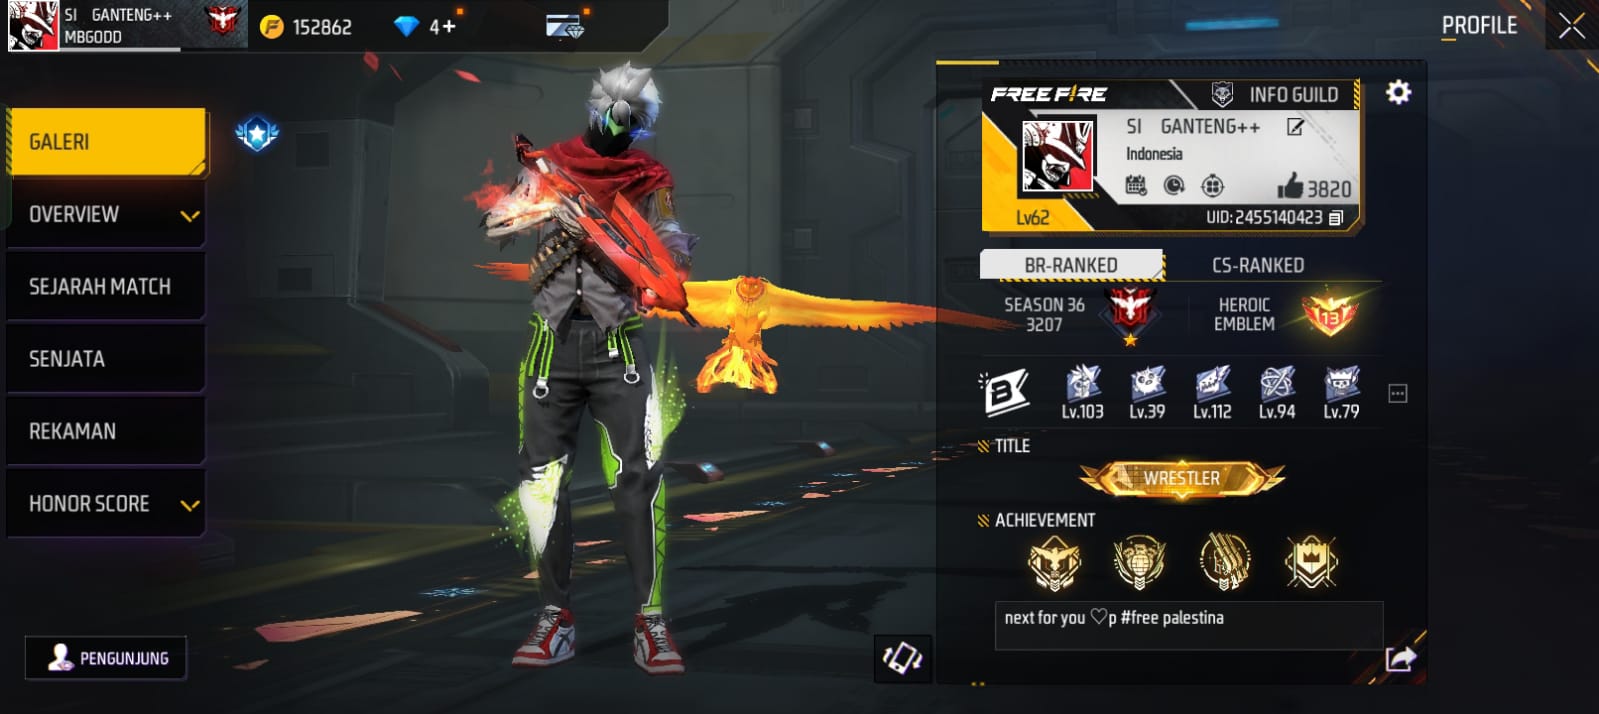 SI GANTENG++
MBGODD
152862
4+
PROFILE
GALERI
OVERVIEW
SEJARAH MATCH
SENJATA
REKAMAN
HONOR SCORE
PENGUNJUNG
FREE FIRE
INFO GUILD
SI GANTENG++
Indonesia
3820
Lv62
UID:2455140423
BR-RANKED
CS-RANKED
SEASON 36
3207
HEROIC
EMBLEM
13
B
Lv.103
Lv.39
Lv.112
Lv.94
Lv.79
TITLE
WRESTLER
ACHIEVEMENT
next for you ♡p #free palestina